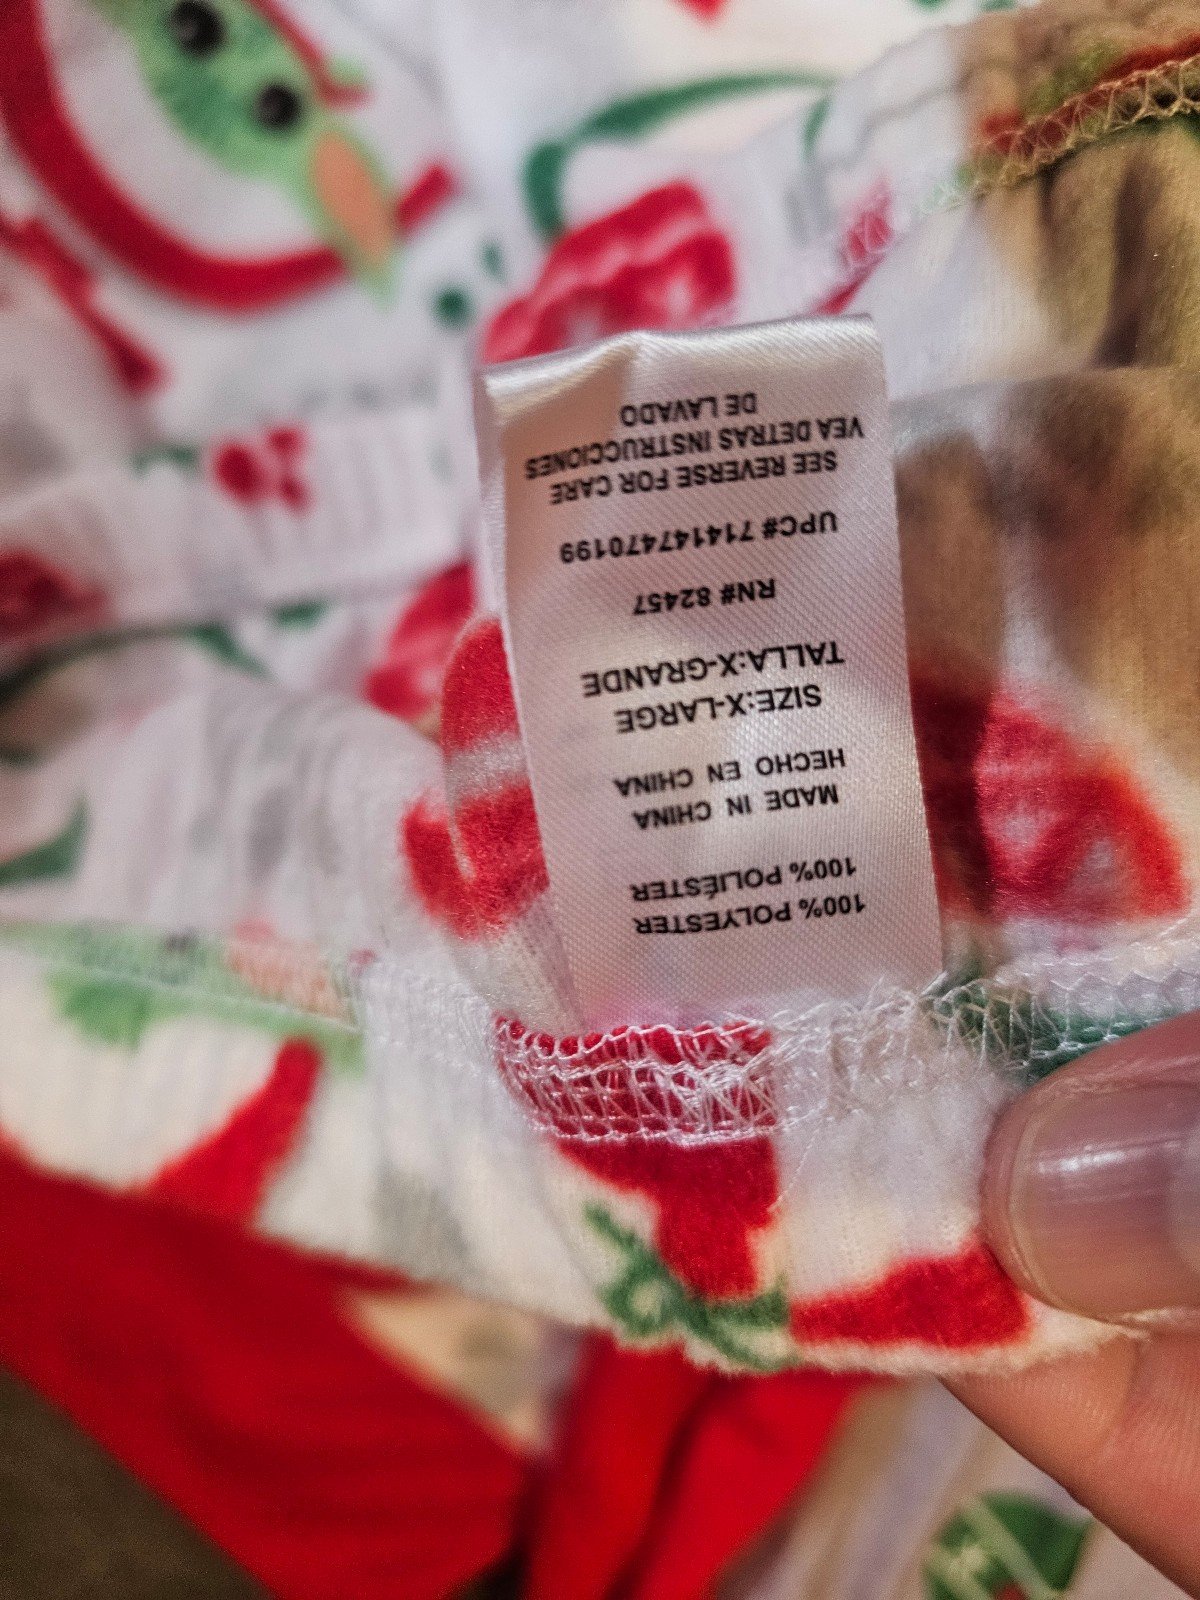 100% POLYESTER
100% POLIÉSTER
MADE IN CHINA
HECHO EN CHINA
SIZE:X-LARGE
TALLA:X-GRANDE
RN# 82457
UPC# 714147470199
SEE REVERSE FOR CARE
VEA DETRAS INSTRUCCIONES
DE LAVADO